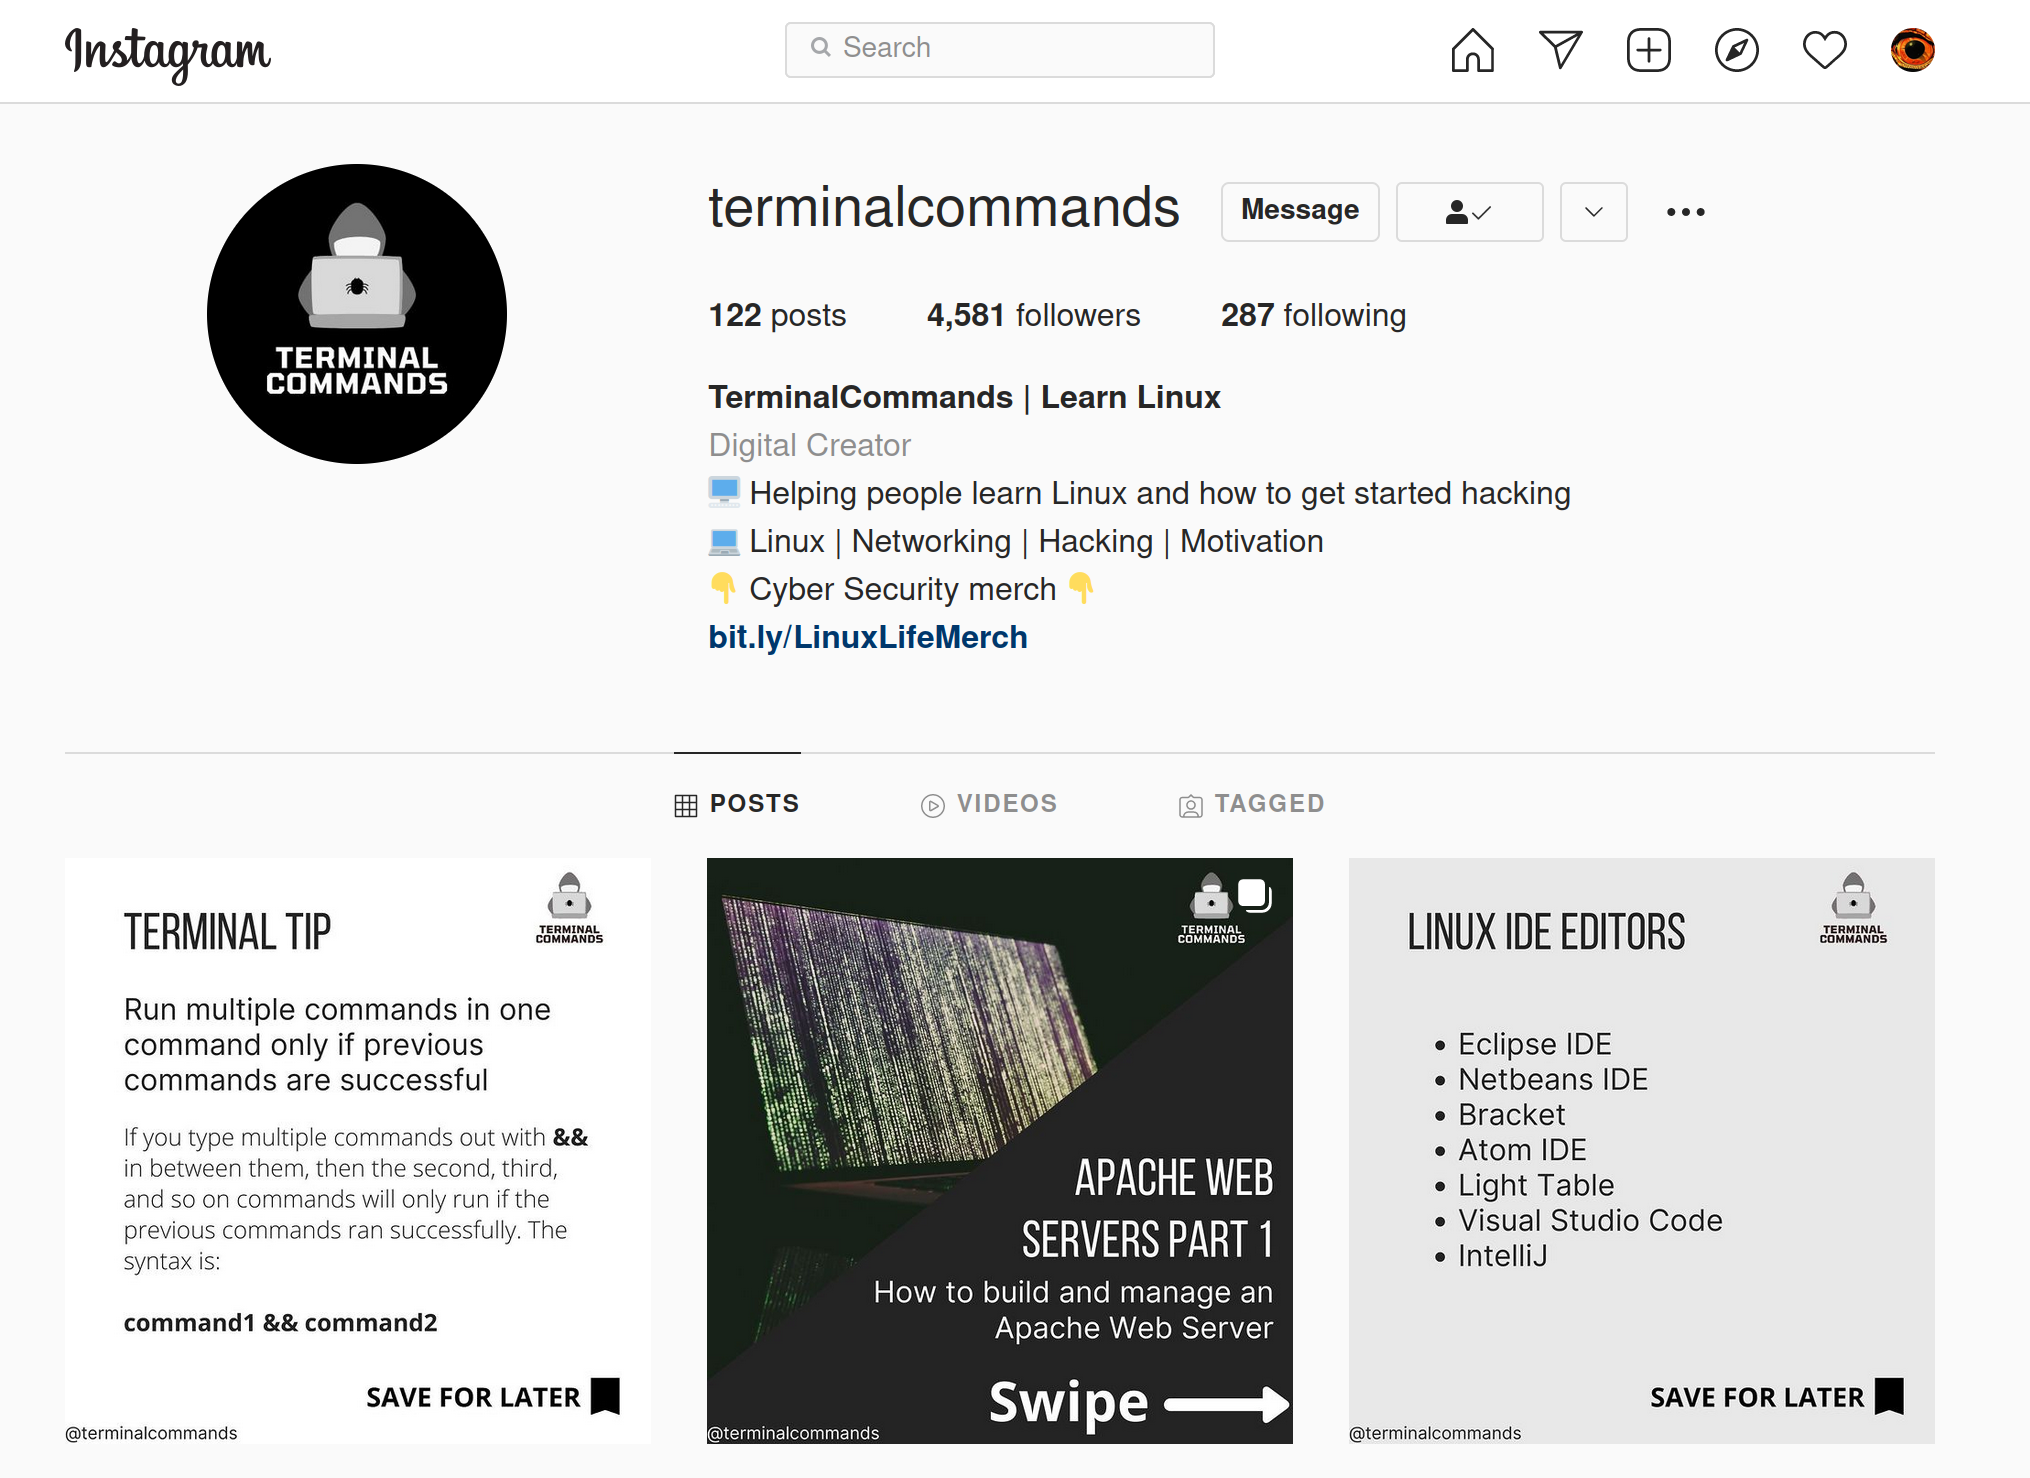 Instagram
Search
terminalcommands
Message
122 posts 4,581 followers 287 following
TERMINAL
COMMANDS
TerminalCommands | Learn Linux
Digital Creator
Helping people learn Linux and how to get started hacking
Linux | Networking | Hacking | Motivation
Cyber Security merch
bit.ly/LinuxLifeMerch
POSTS VIDEOS TAGGED
TERMINAL TIP
TERMINAL
COMMANDS
Run multiple commands in one
command only if previous
commands are successful
If you type multiple commands out with &&
in between them, then the second, third,
and so on commands will only run if the
previous commands ran successfully. The
syntax is:
command1 && command2
SAVE FOR LATER
@terminalcommands
TERMINAL
COMMANDS
APACHE WEB
SERVERS PART 1
How to build and manage an
Apache Web Server
Swipe
@terminalcommands
LINUX IDE EDITORS
TERMINAL
COMMANDS
• Eclipse IDE
• Netbeans IDE
• Bracket
• Atom IDE
• Light Table
• Visual Studio Code
• IntelliJ
SAVE FOR LATER
@terminalcommands